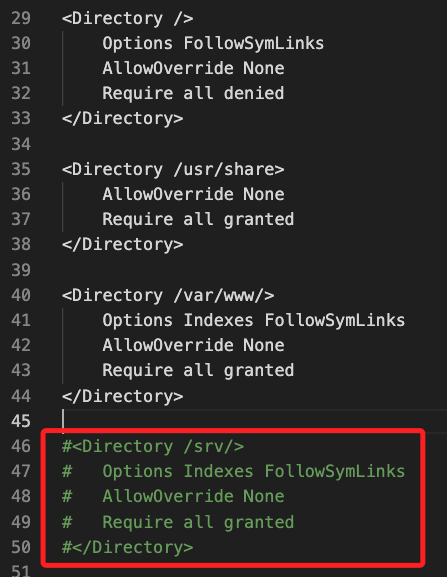 29 <Directory />
30     Options FollowSymLinks
31     AllowOverride None
32     Require all denied
33 </Directory>
34
35 <Directory /usr/share>
36     AllowOverride None
37     Require all granted
38 </Directory>
39
40 <Directory /var/www/>
41     Options Indexes FollowSymLinks
42     AllowOverride None
43     Require all granted
44 </Directory>
45
46 #<Directory /srv/>
47 #   Options Indexes FollowSymLinks
48 #   AllowOverride None
49 #   Require all granted
50 #</Directory>
51